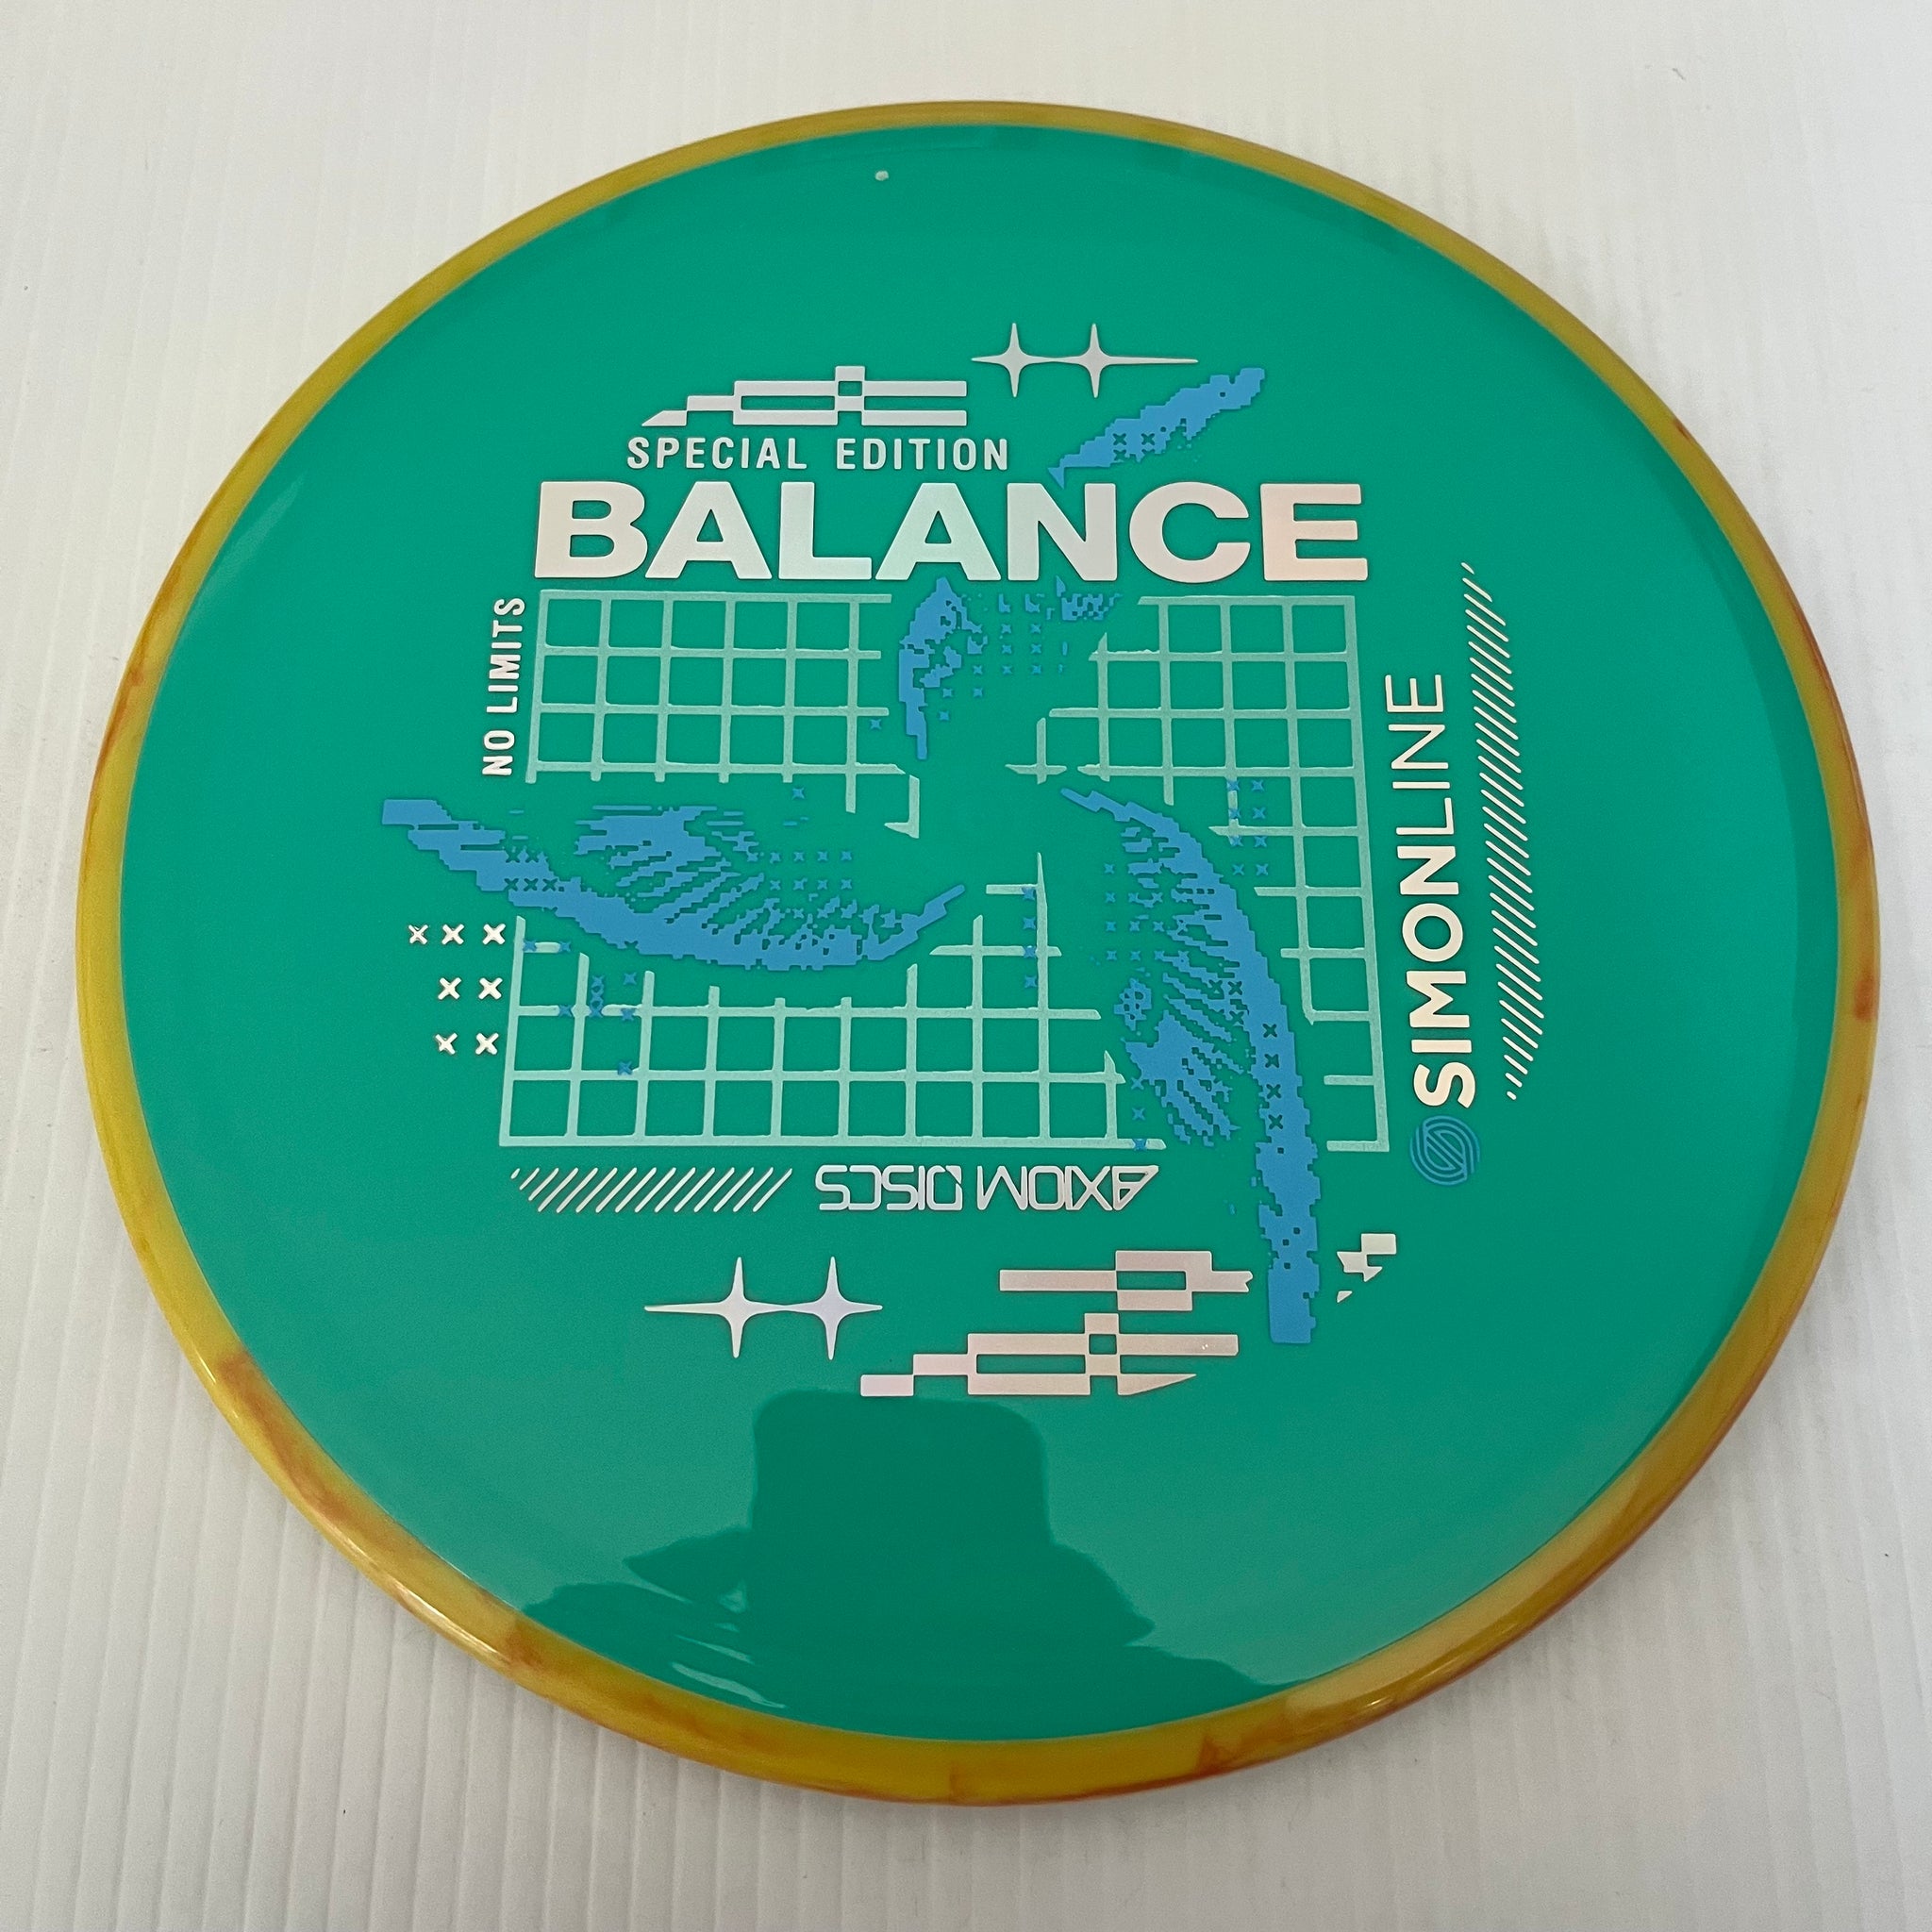 SPECIAL EDITION
BALANCE
NO LIMITS
SIMONLINE
AXIOM DISCS